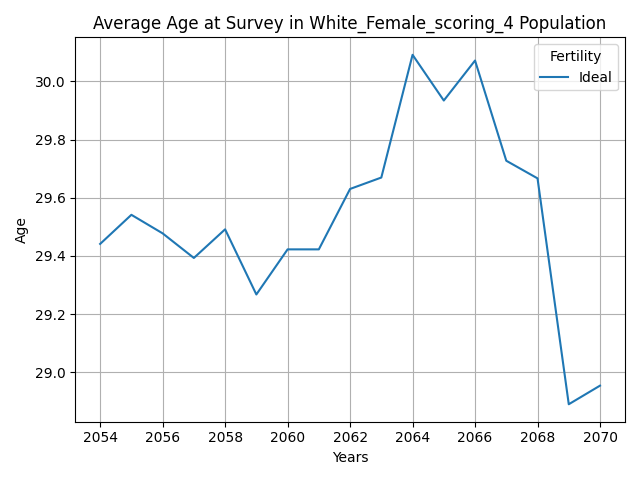 Average Age at Survey in White_Female_scoring_4 Population
Fertility
Ideal
30.0
29.8
29.6
29.4
29.2
29.0
Age
2054 2056 2058 2060 2062 2064 2066 2068 2070
Years